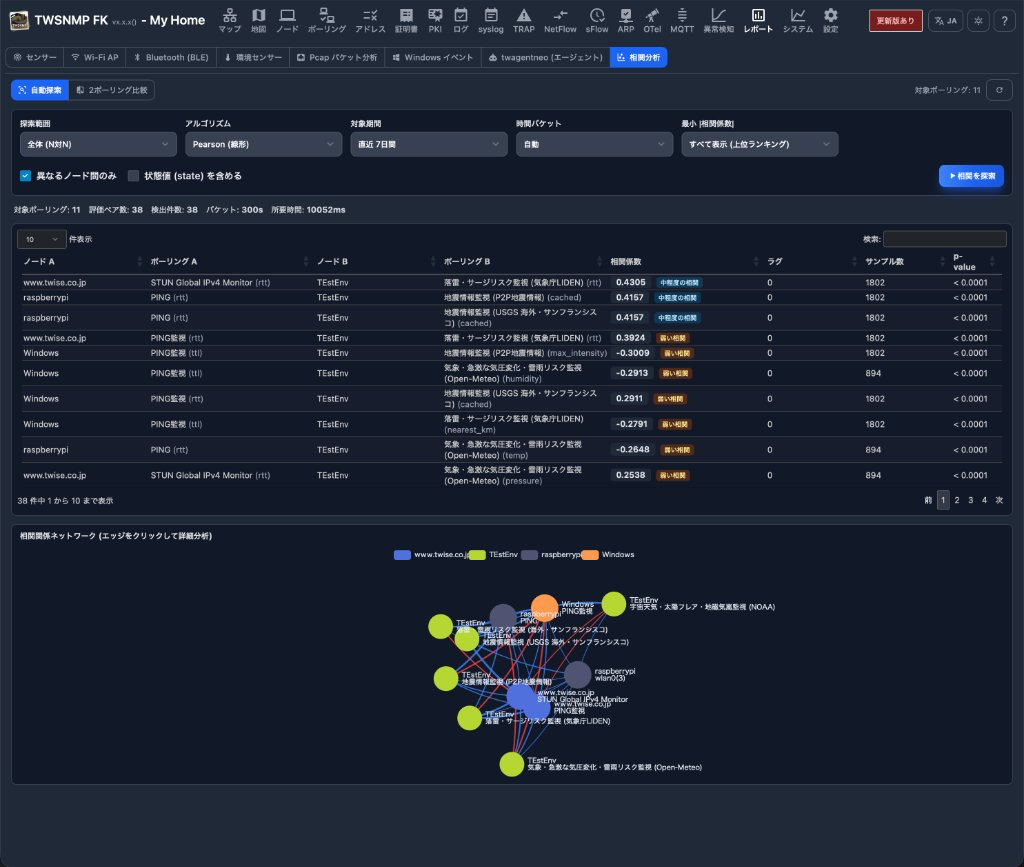 TWSNMP FK vx.x.x() - My Home
マップ 地図 ノード ポーリング アドレス 証明書 PKI ログ syslog TRAP NetFlow sFlow ARP OTel MQTT 異常検知 レポート システム 設定 更新版あり JA ?
センサー Wi-Fi AP Bluetooth (BLE) 環境センサー Pcap パケット分析 Windows イベント twagentneo (エージェント) 相関分析
自動探索 2ポーリング比較 対象ポーリング: 11
探索範囲 アルゴリズム 対象期間 時間バケット 最小 |相関係数|
全体 (N対N) Pearson (線形) 直近 7日間 自動 すべて表示 (上位ランキング)
異なるノード間のみ 状態値 (state) を含める 相関を探索
対象ポーリング: 11 評価ペア数: 38 検出件数: 38 バケット: 300s 所要時間: 10052ms
10 件表示 検索:
ノード A ポーリング A ノード B ポーリング B 相関係数 ラグ サンプル数 p-value
www.twise.co.jp STUN Global IPv4 Monitor (rtt) TEstEnv 落雷・サージリスク監視 (気象庁LIDEN) (rtt) 0.4305 中程度の相関 0 1802 < 0.0001
raspberrypi PING (rtt) TEstEnv 地震情報監視 (P2P地震情報) (cached) 0.4157 中程度の相関 0 1802 < 0.0001
raspberrypi PING (rtt) TEstEnv 地震情報監視 (USGS 海外・サンフランシスコ) (cached) 0.4157 中程度の相関 0 1802 < 0.0001
www.twise.co.jp PING監視 (rtt) TEstEnv 落雷・サージリスク監視 (気象庁LIDEN) (rtt) 0.3924 弱い相関 0 1802 < 0.0001
Windows PING監視 (ttl) TEstEnv 地震情報監視 (P2P地震情報) (max_intensity) -0.3009 弱い相関 0 1802 < 0.0001
Windows PING監視 (ttl) TEstEnv 気象・急激な気圧変化・雷雨リスク監視 (Open-Meteo) (humidity) -0.2913 弱い相関 0 894 < 0.0001
Windows PING監視 (rtt) TEstEnv 地震情報監視 (USGS 海外・サンフランシスコ) (cached) 0.2911 弱い相関 0 1802 < 0.0001
Windows PING監視 (ttl) TEstEnv 落雷・サージリスク監視 (気象庁LIDEN) (nearest_km) -0.2791 弱い相関 0 1802 < 0.0001
raspberrypi PING (rtt) TEstEnv 気象・急激な気圧変化・雷雨リスク監視 (Open-Meteo) (temp) -0.2648 弱い相関 0 894 < 0.0001
www.twise.co.jp STUN Global IPv4 Monitor (rtt) TEstEnv 気象・急激な気圧変化・雷雨リスク監視 (Open-Meteo) (pressure) 0.2538 弱い相関 0 894 < 0.0001
38 件中 1 から 10 まで表示 前 1 2 3 4 次
相関関係ネットワーク (エッジをクリックして詳細分析)
www.twise.co.jp TEstEnv raspberrypi Windows
TEstEnv
宇宙天気・太陽フレア・地磁気嵐監視 (NOAA)
Windows
PING監視
raspberrypi
PING
TEstEnv
TEstEnv
地震情報監視 (USGS 海外・サンフランシスコ)
raspberrypi
wlan0(3)
TEstEnv
地震情報監視 (P2P地震情報)
www.twise.co.jp
STUN Global IPv4 Monitor
www.twise.co.jp
PING監視
TEstEnv
落雷・サージリスク監視 (気象庁LIDEN)
TEstEnv
気象・急激な気圧変化・雷雨リスク監視 (Open-Meteo)